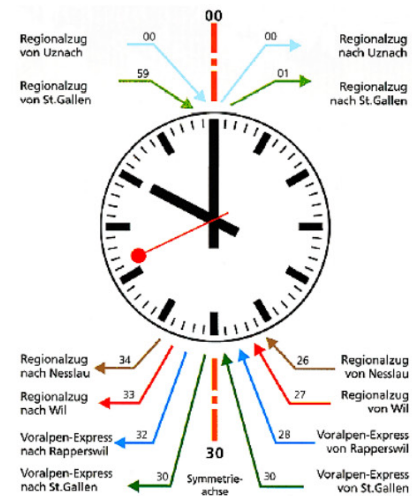 00
Regionalzug
von Uznach
00
00
Regionalzug
nach Uznach
Regionalzug
von St.Gallen
59
01
Regionalzug
nach St.Gallen
Regionalzug
nach Nesslau
34
26
Regionalzug
von Nesslau
Regionalzug
nach Wil
33
27
Regionalzug
von Wil
Voralpen-Express
nach Rapperswil
32
28
Voralpen-Express
von Rapperswil
30
Voralpen-Express
nach St.Gallen
30
Symmetrie-
achse
30
Voralpen-Express
von St.Gallen